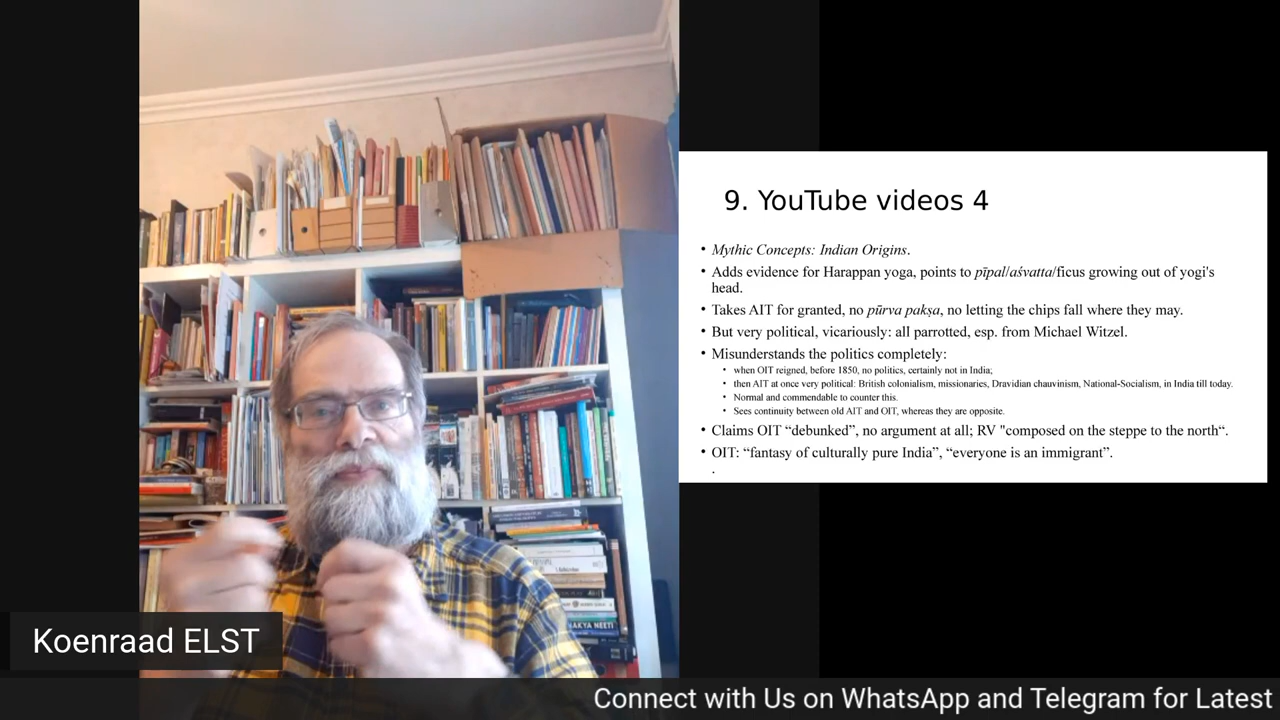 9. YouTube videos 4
• Mythic Concepts: Indian Origins.
• Adds evidence for Harappan yoga, points to pīpal/aśvatta/ficus growing out of yogi's
head.
• Takes AIT for granted, no pūrva pakṣa, no letting the chips fall where they may.
• But very political, vicariously: all parrotted, esp. from Michael Witzel.
• Misunderstands the politics completely:
• when OIT reigned, before 1850, no politics, certainly not in India;
• then AIT at once very political: British colonialism, missionaries, Dravidian chauvinism, National-Socialism, in India till today.
• Normal and commendable to counter this.
• Sees continuity between old AIT and OIT, whereas they are opposite.
• Claims OIT “debunked”, no argument at all; RV "composed on the steppe to the north“.
• OIT: “fantasy of culturally pure India”, “everyone is an immigrant”.
.
AKYA NEETI
Koenraad ELST
Connect with Us on WhatsApp and Telegram for Latest